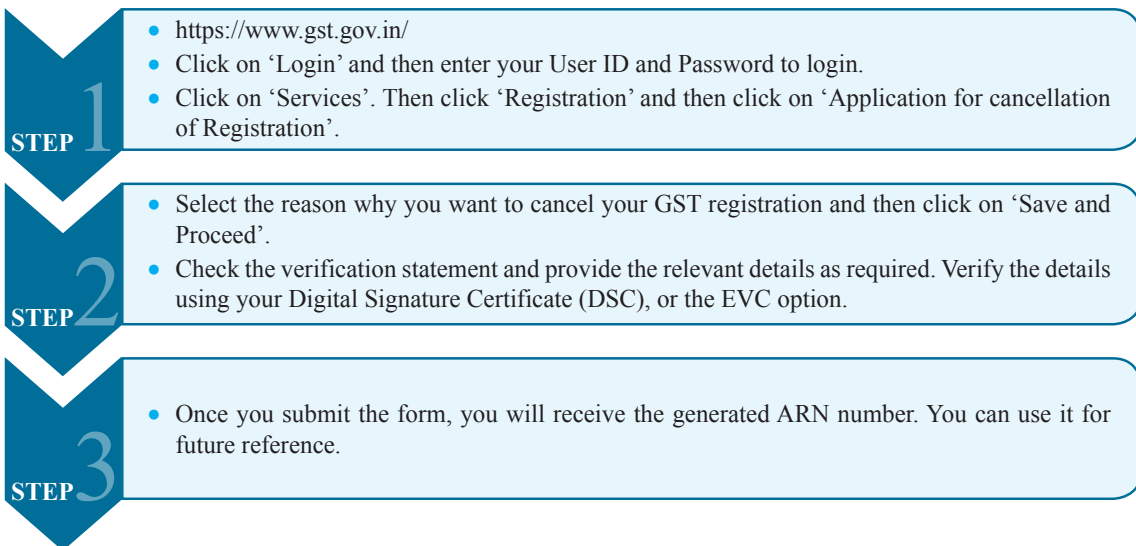 • https://www.gst.gov.in/
• Click on ‘Login’ and then enter your User ID and Password to login.
• Click on ‘Services’. Then click ‘Registration’ and then click on ‘Application for cancellation
of Registration’.
STEP 1
• Select the reason why you want to cancel your GST registration and then click on ‘Save and
Proceed’.
• Check the verification statement and provide the relevant details as required. Verify the details
using your Digital Signature Certificate (DSC), or the EVC option.
STEP 2
• Once you submit the form, you will receive the generated ARN number. You can use it for
future reference.
STEP 3